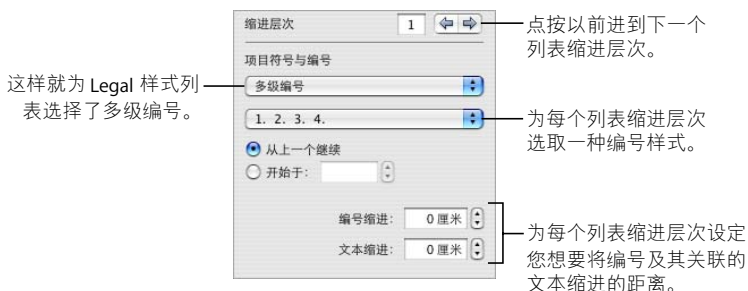 缩进层次 1
点按以前进到下一个
列表缩进层次。
项目符号与编号
这样就为 Legal 样式列
表选择了多级编号。
多级编号
1. 2. 3. 4.
为每个列表缩进层次
选取一种编号样式。
从上一个继续
开始于:
编号缩进: 0 厘米
文本缩进: 0 厘米
为每个列表缩进层次设定
您想要将编号及其关联的
文本缩进的距离。